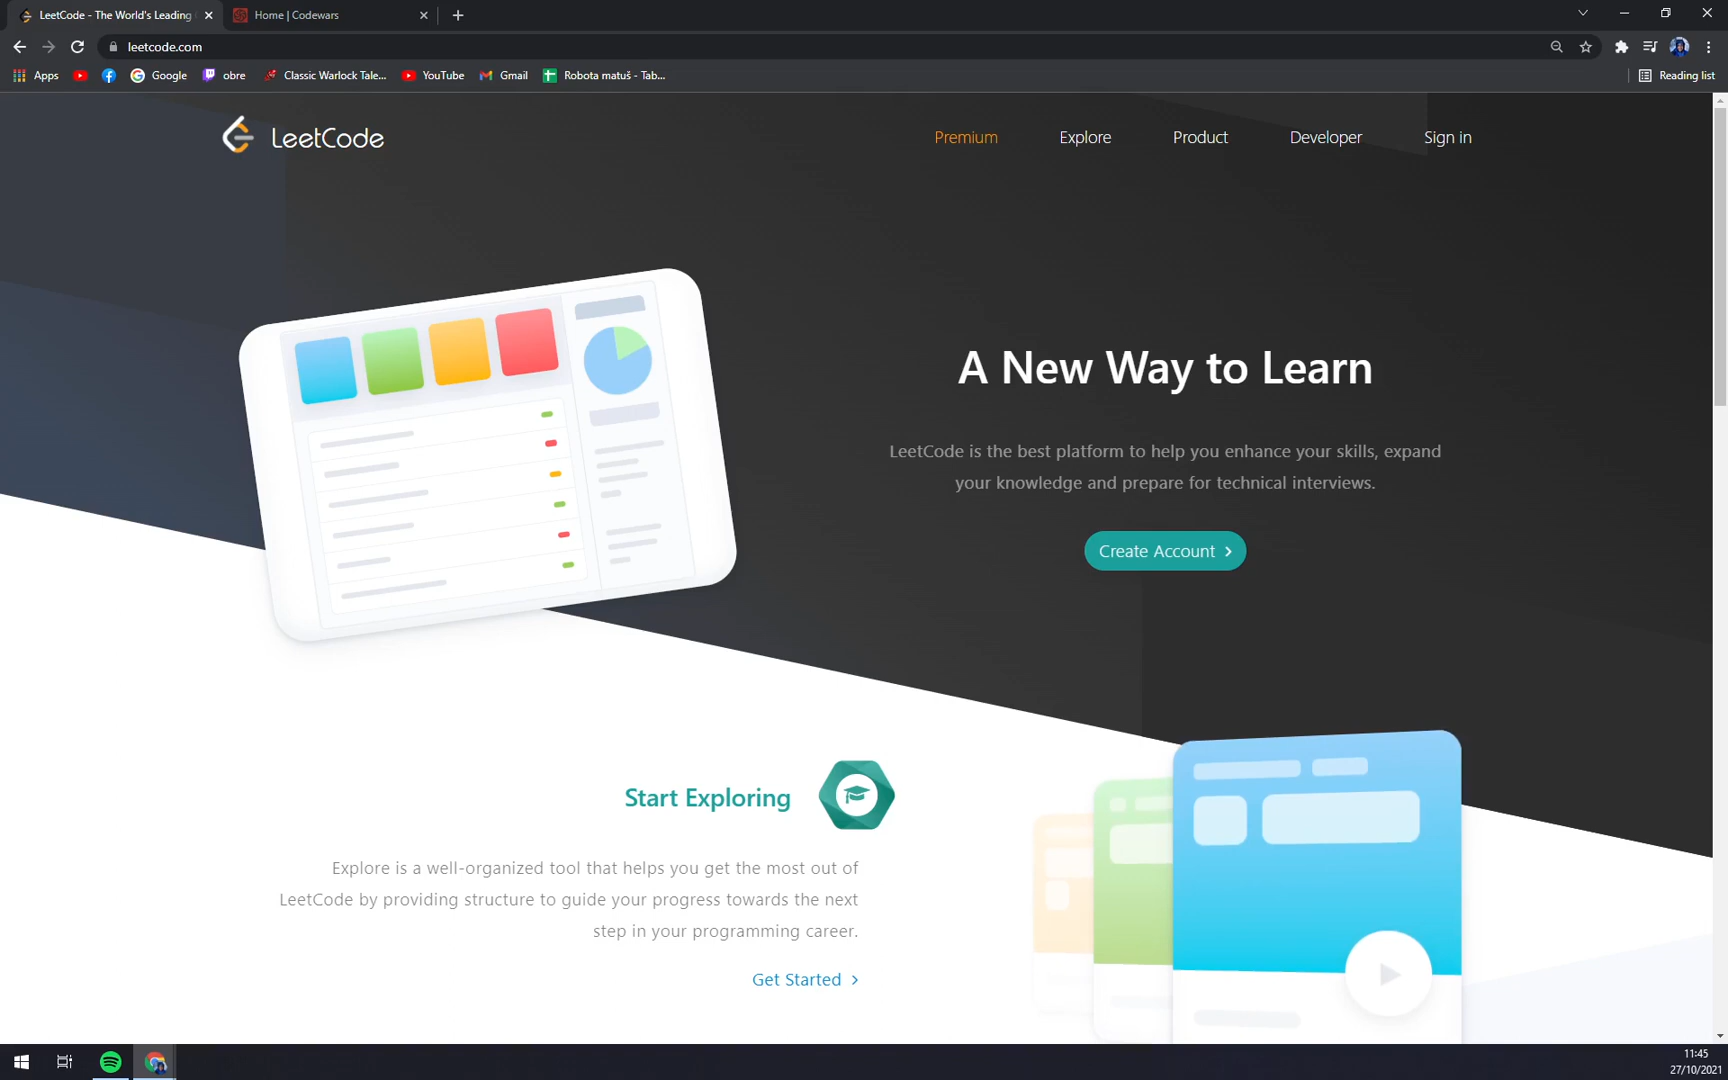 LeetCode - The World's Leading
Home | Codewars
leetcode.com
Apps
Google
obre
Classic Warlock Tale...
YouTube
Gmail
Robota matuš - Tab...
Reading list
LeetCode
Premium
Explore
Product
Developer
Sign in
A New Way to Learn
LeetCode is the best platform to help you enhance your skills, expand
your knowledge and prepare for technical interviews.
Create Account >
Start Exploring
Explore is a well-organized tool that helps you get the most out of
LeetCode by providing structure to guide your progress towards the next
step in your programming career.
Get Started >
11:45
27/10/2021